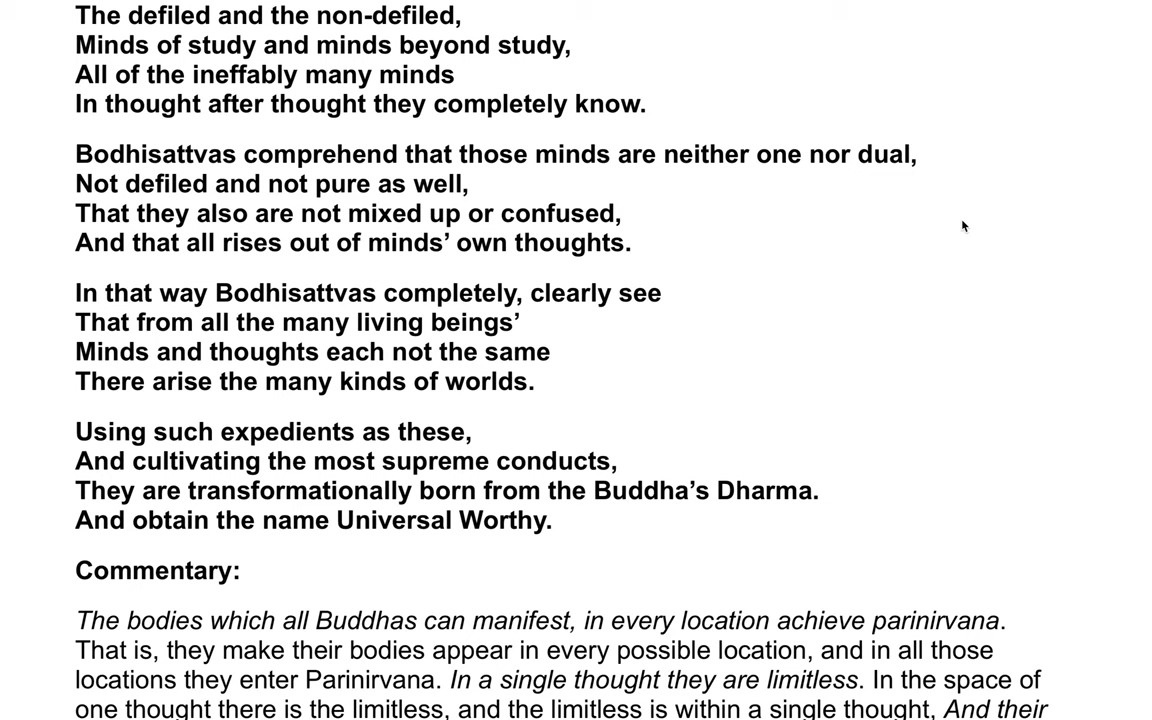 The defiled and the non-defiled,
Minds of study and minds beyond study,
All of the ineffably many minds
In thought after thought they completely know.
Bodhisattvas comprehend that those minds are neither one nor dual,
Not defiled and not pure as well,
That they also are not mixed up or confused,
And that all rises out of minds’ own thoughts.
In that way Bodhisattvas completely, clearly see
That from all the many living beings’
Minds and thoughts each not the same
There arise the many kinds of worlds.
Using such expedients as these,
And cultivating the most supreme conducts,
They are transformationally born from the Buddha’s Dharma.
And obtain the name Universal Worthy.
Commentary:
The bodies which all Buddhas can manifest, in every location achieve parinirvana.
That is, they make their bodies appear in every possible location, and in all those
locations they enter Parinirvana. In a single thought they are limitless. In the space of
one thought there is the limitless, and the limitless is within a single thought, And their